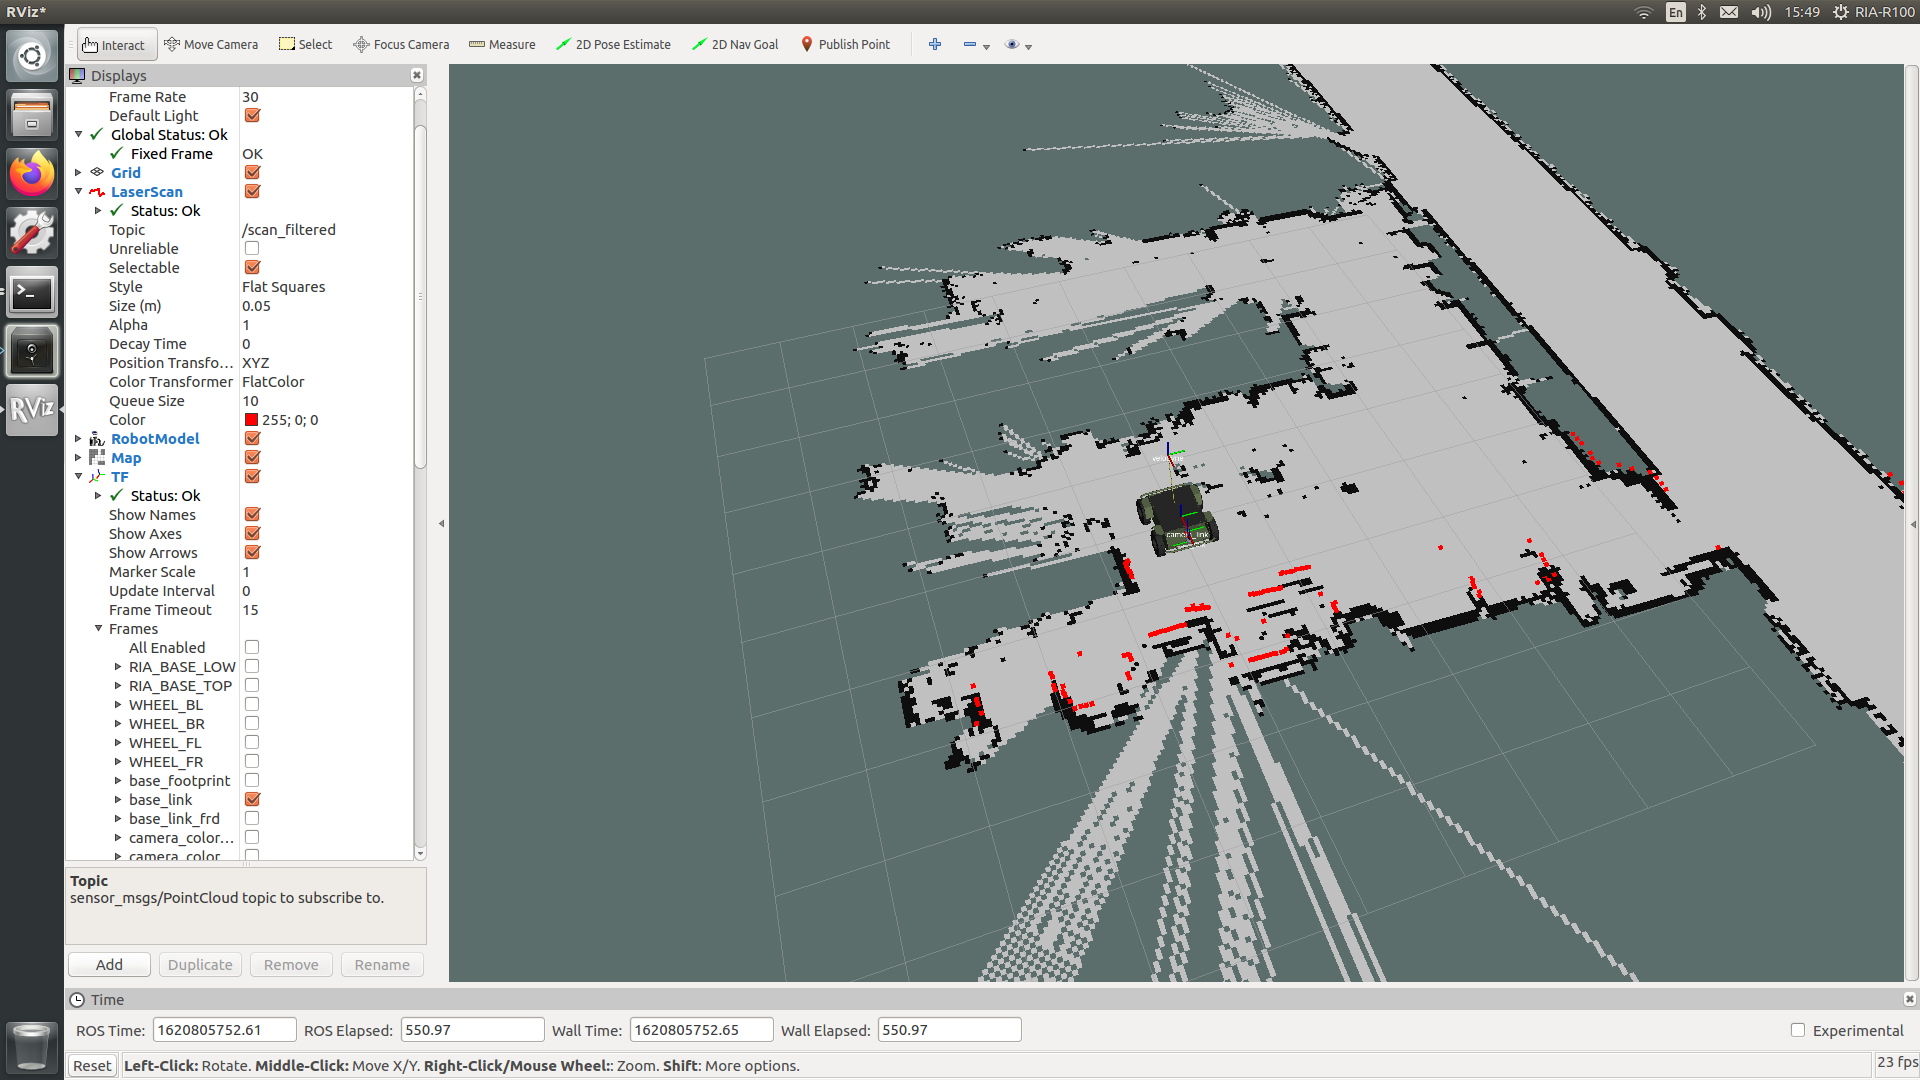 RViz*
En
15:49
RIA-R100
Interact
Move Camera
Select
Focus Camera
Measure
2D Pose Estimate
2D Nav Goal
Publish Point
Displays
Frame Rate 30
Default Light
Global Status: Ok
Fixed Frame OK
Grid
LaserScan
Status: Ok
Topic /scan_filtered
Unreliable
Selectable
Style Flat Squares
Size (m) 0.05
Alpha 1
Decay Time 0
Position Transfo... XYZ
Color Transformer FlatColor
Queue Size 10
Color 255; 0; 0
RobotModel
Map
TF
Status: Ok
Show Names
Show Axes
Show Arrows
Marker Scale 1
Update Interval 0
Frame Timeout 15
Frames
All Enabled
RIA_BASE_LOW
RIA_BASE_TOP
WHEEL_BL
WHEEL_BR
WHEEL_FL
WHEEL_FR
base_footprint
base_link
base_link_frd
camera_color...
camera_color
RViz
velodyne
camera_link
Topic
sensor_msgs/PointCloud topic to subscribe to.
Add
Duplicate
Remove
Rename
Time
ROS Time: 1620805752.61
ROS Elapsed: 550.97
Wall Time: 1620805752.65
Wall Elapsed: 550.97
Experimental
Reset
Left-Click: Rotate. Middle-Click: Move X/Y. Right-Click/Mouse Wheel:: Zoom. Shift: More options.
23 fps